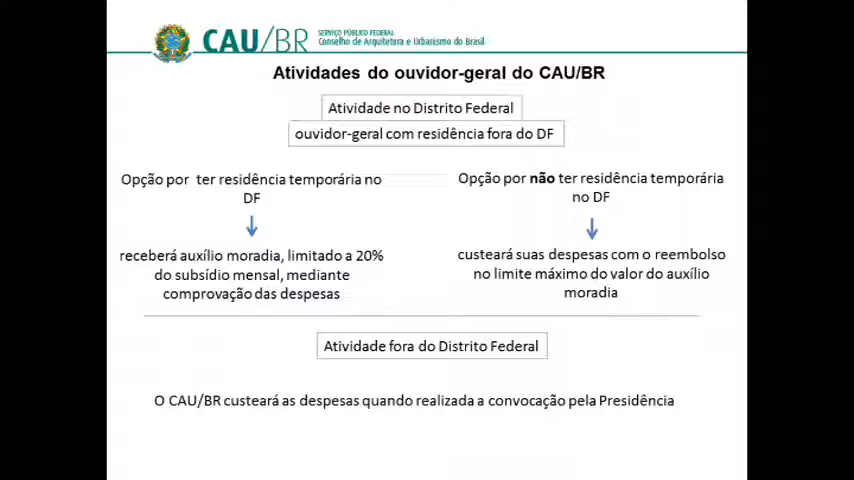 CAU/BR
SERVIÇO PÚBLICO FEDERAL
Conselho de Arquitetura e Urbanismo do Brasil
Atividades do ouvidor-geral do CAU/BR
Atividade no Distrito Federal
ouvidor-geral com residência fora do DF
Opção por ter residência temporária no
DF
receberá auxílio moradia, limitado a 20%
do subsídio mensal, mediante
comprovação das despesas
Opção por não ter residência temporária
no DF
custeará suas despesas com o reembolso
no limite máximo do valor do auxílio
moradia
Atividade fora do Distrito Federal
O CAU/BR custeará as despesas quando realizada a convocação pela Presidência